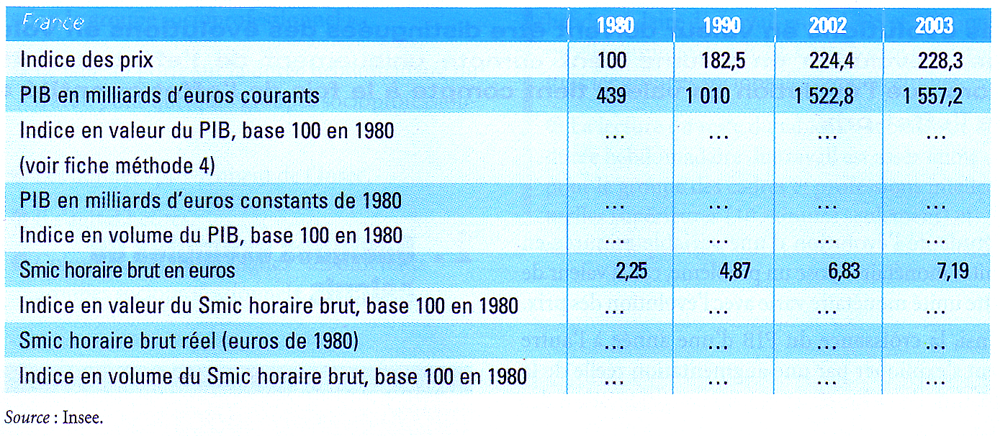 France 1980 1990 2002 2003
Indice des prix 100 182,5 224,4 228,3
PIB en milliards d'euros courants 439 1 010 1 522,8 1 557,2
Indice en valeur du PIB, base 100 en 1980 ... ... ... ...
(voir fiche méthode 4)
PIB en milliards d'euros constants de 1980 ... ... ... ...
Indice en volume du PIB, base 100 en 1980 ... ... ... ...
Smic horaire brut en euros 2,25 4,87 6,83 7,19
Indice en valeur du Smic horaire brut, base 100 en 1980 ... ... ... ...
Smic horaire brut réel (euros de 1980) ... ... ... ...
Indice en volume du Smic horaire brut, base 100 en 1980 ... ... ... ...
Source : Insee.